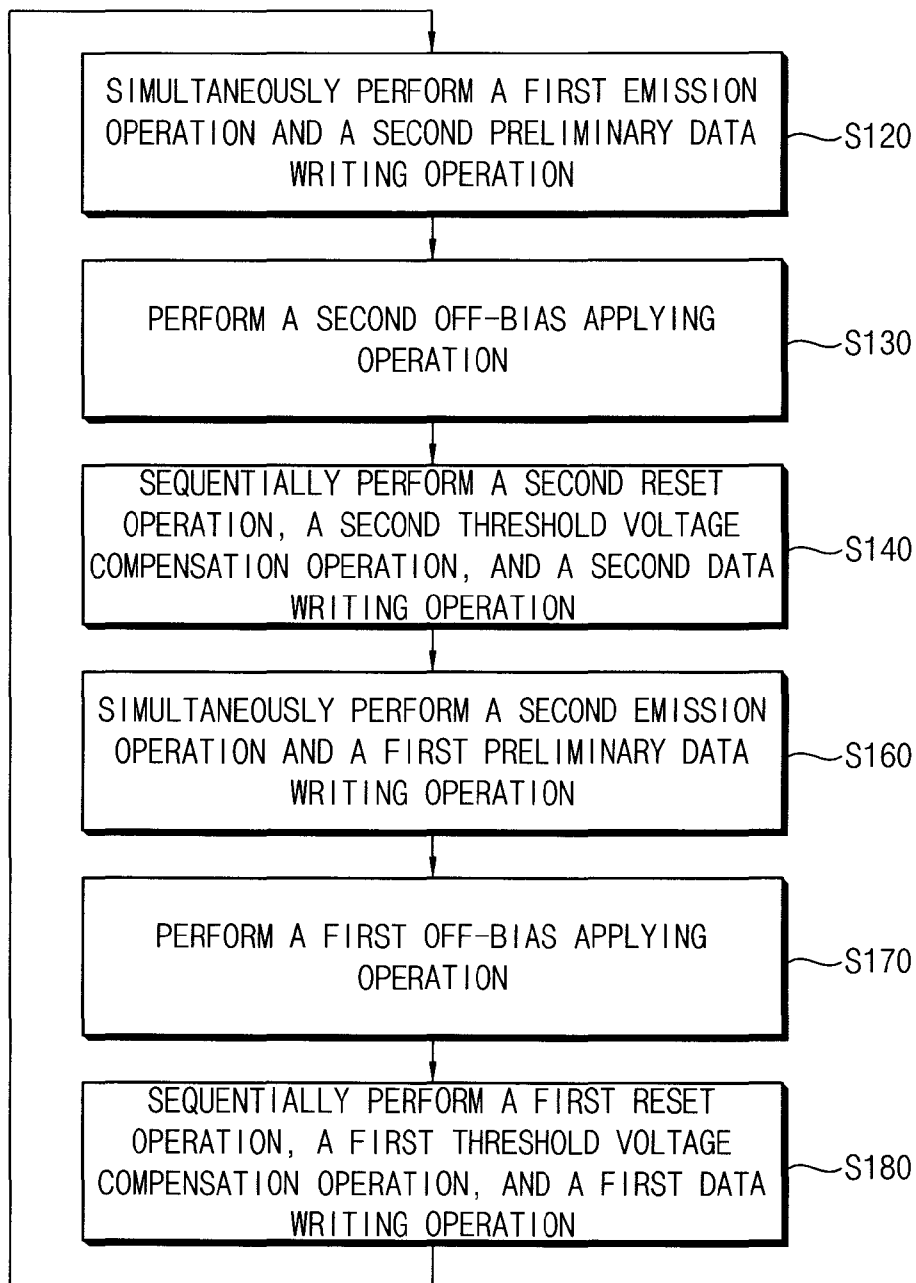 SIMULTANEOUSLY PERFORM A FIRST EMISSION
OPERATION AND A SECOND PRELIMINARY DATA
WRITING OPERATION
S120
PERFORM A SECOND OFF-BIAS APPLYING
OPERATION
S130
SEQUENTIALLY PERFORM A SECOND RESET
OPERATION, A SECOND THRESHOLD VOLTAGE
COMPENSATION OPERATION, AND A SECOND DATA
WRITING OPERATION
S140
SIMULTANEOUSLY PERFORM A SECOND EMISSION
OPERATION AND A FIRST PRELIMINARY DATA
WRITING OPERATION
S160
PERFORM A FIRST OFF-BIAS APPLYING
OPERATION
S170
SEQUENTIALLY PERFORM A FIRST RESET
OPERATION, A FIRST THRESHOLD VOLTAGE
COMPENSATION OPERATION, AND A FIRST DATA
WRITING OPERATION
S180